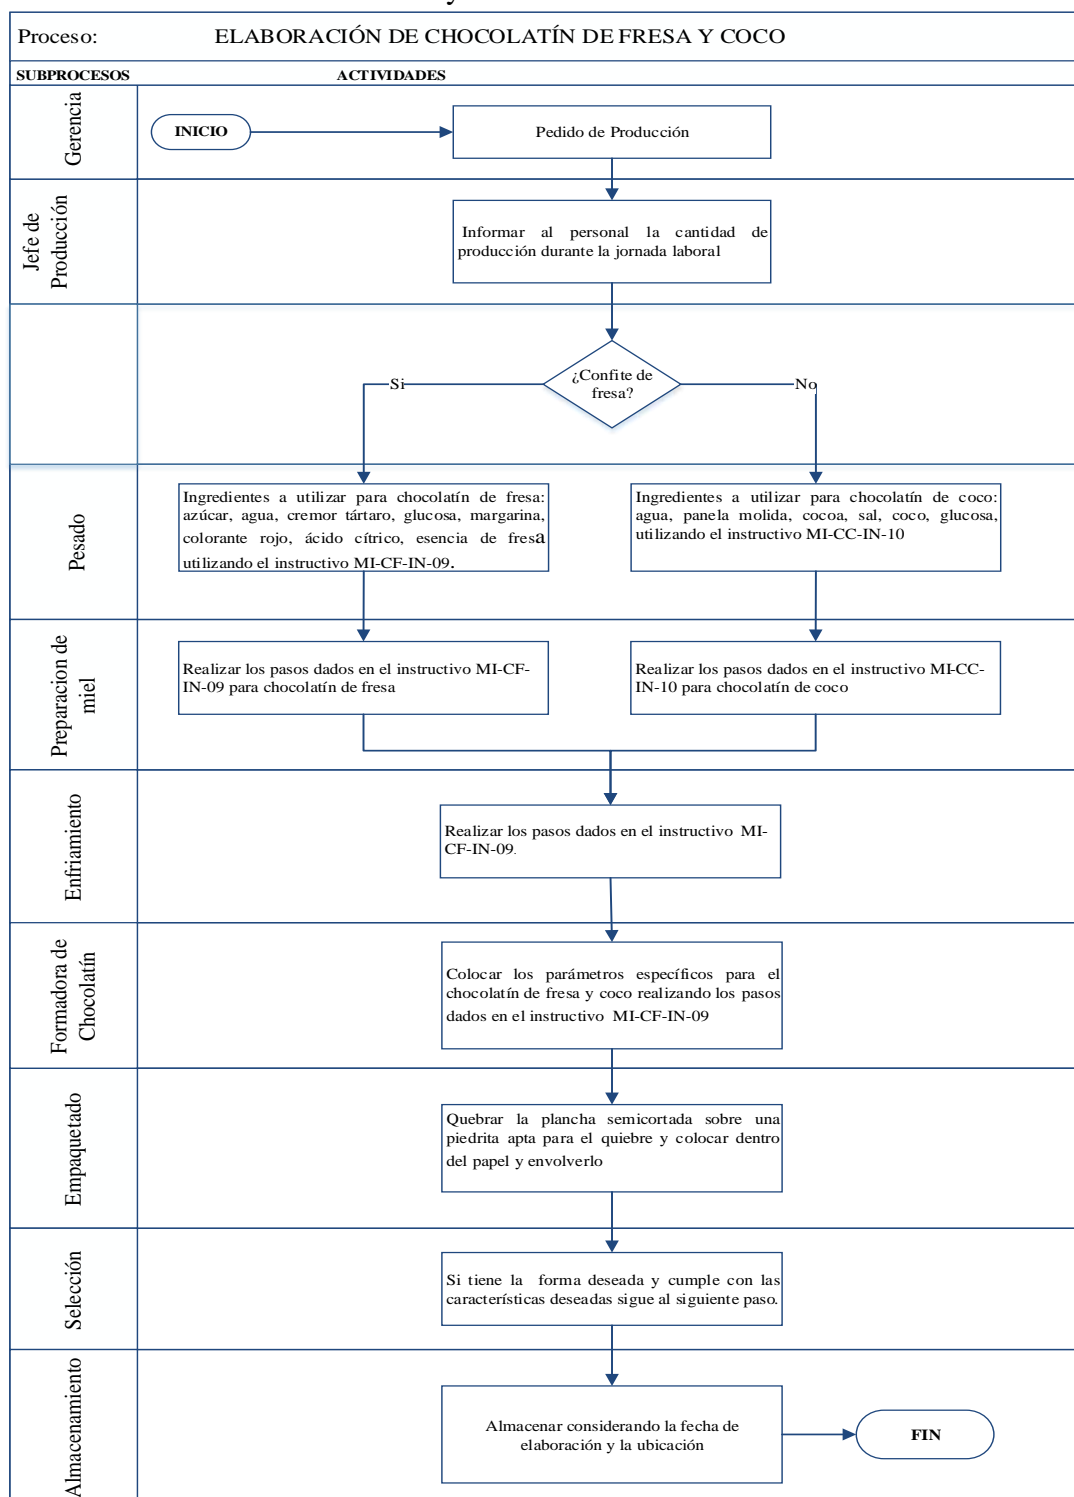 Proceso: ELABORACIÓN DE CHOCOLATÍN DE FRESA Y COCO
SUBPROCESOS ACTIVIDADES
Gerencia
INICIO
Pedido de Producción
Jefe de
Producción
Informar al personal la cantidad de
producción durante la jornada laboral
¿Confite de
fresa?
Si
No
Pesado
Ingredientes a utilizar para chocolatín de fresa:
azúcar, agua, cremor tártaro, glucosa, margarina,
colorante rojo, ácido cítrico, esencia de fresa
utilizando el instructivo MI-CF-IN-09.
Ingredientes a utilizar para chocolatín de coco:
agua, panela molida, cocoa, sal, coco, glucosa,
utilizando el instructivo MI-CC-IN-10
Preparacion de
miel
Realizar los pasos dados en el instructivo MI-CF-
IN-09 para chocolatín de fresa
Realizar los pasos dados en el instructivo MI-CC-
IN-10 para chocolatín de coco
Enfriamiento
Realizar los pasos dados en el instructivo MI-
CF-IN-09.
Formadora de
Chocolatín
Colocar los parámetros específicos para el
chocolatín de fresa y coco realizando los pasos
dados en el instructivo MI-CF-IN-09
Empaquetado
Quebrar la plancha semicortada sobre una
piedrita apta para el quiebre y colocar dentro
del papel y envolverlo
Selección
Si tiene la forma deseada y cumple con las
características deseadas sigue al siguiente paso.
Almacenamiento
Almacenar considerando la fecha de
elaboración y la ubicación
FIN